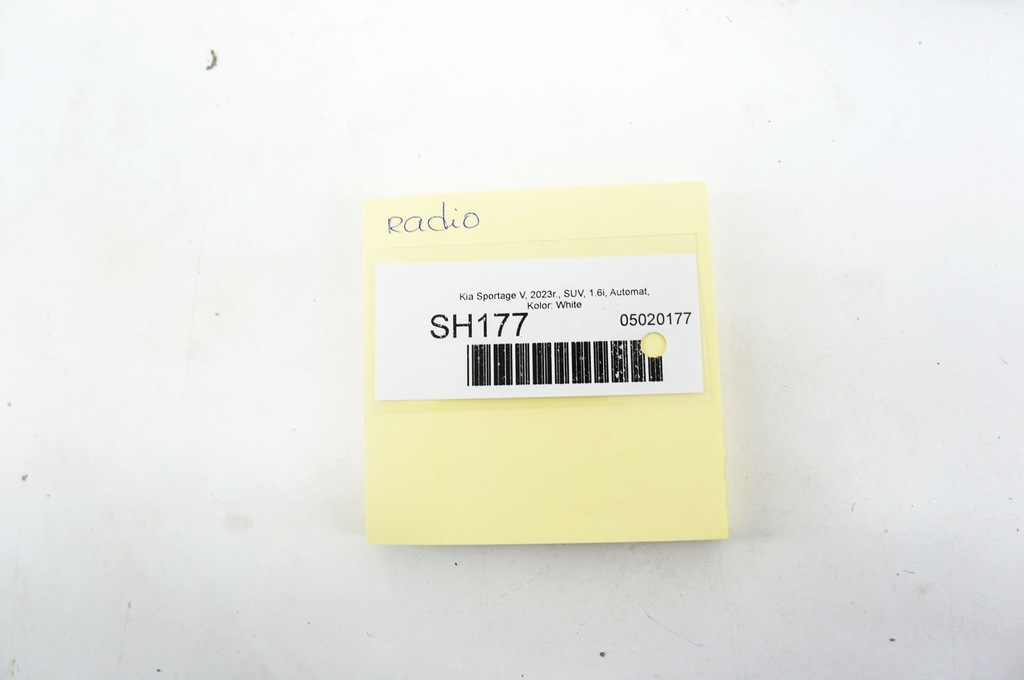 Radio
Kia Sportage V, 2023r., SUV, 1.6i, Automat,
Kolor: White
SH177
05020177